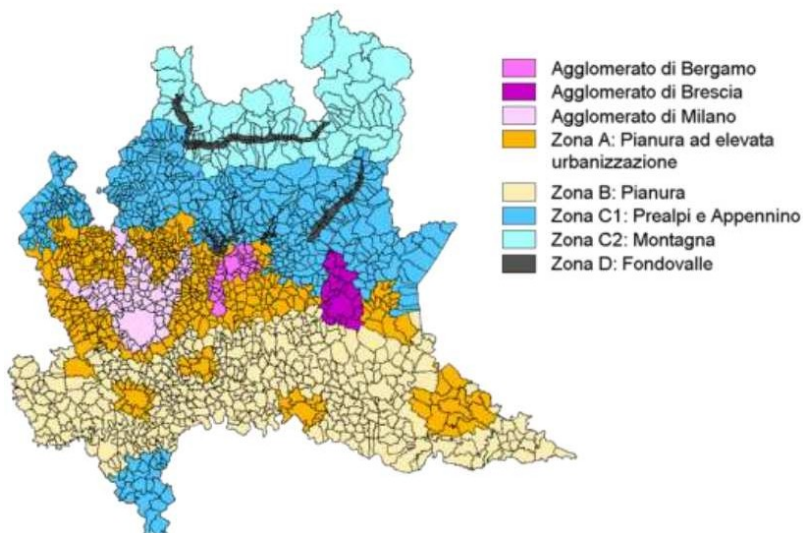 Agglomerato di Bergamo
Agglomerato di Brescia
Agglomerato di Milano
Zona A: Pianura ad elevata
urbanizzazione
Zona B: Pianura
Zona C1: Prealpi e Appennino
Zona C2: Montagna
Zona D: Fondovalle